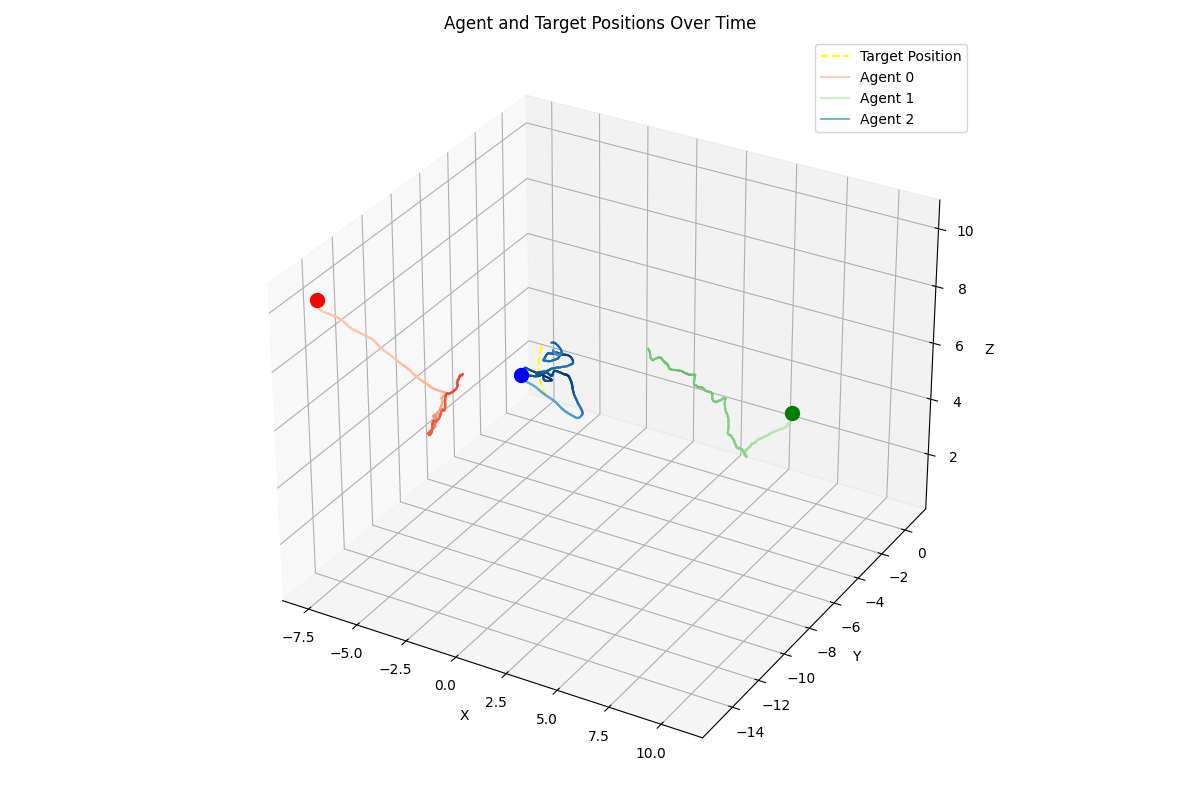 Agent and Target Positions Over Time
Target Position
Agent 0
Agent 1
Agent 2
10
8
6
4
2
Z
0
−2
−4
−6
−8
−10
−12
−14
Y
−7.5
−5.0
−2.5
0.0
2.5
5.0
7.5
10.0
X